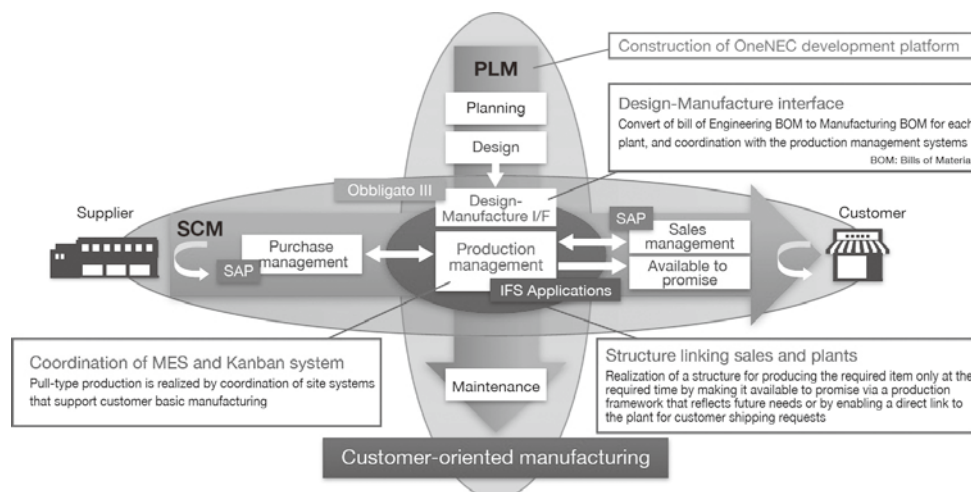 Construction of OneNEC development platform
PLM
Planning
Design
Design-Manufacture interface
Convert of bill of Engineering BOM to Manufacturing BOM for each
plant, and coordination with the production management systems
BOM: Bills of Material
Obbligato III
Supplier
SCM
Design-
Manufacture I/F
SAP
Customer
Purchase
management
SAP
Production
management
Sales
management
Available to
promise
IFS Applications
Coordination of MES and Kanban system
Pull-type production is realized by coordination of site systems
that support customer basic manufacturing
Maintenance
Structure linking sales and plants
Realization of a structure for producing the required item only at the
required time by making it available to promise via a production
framework that reflects future needs or by enabling a direct link to
the plant for customer shipping requests
Customer-oriented manufacturing